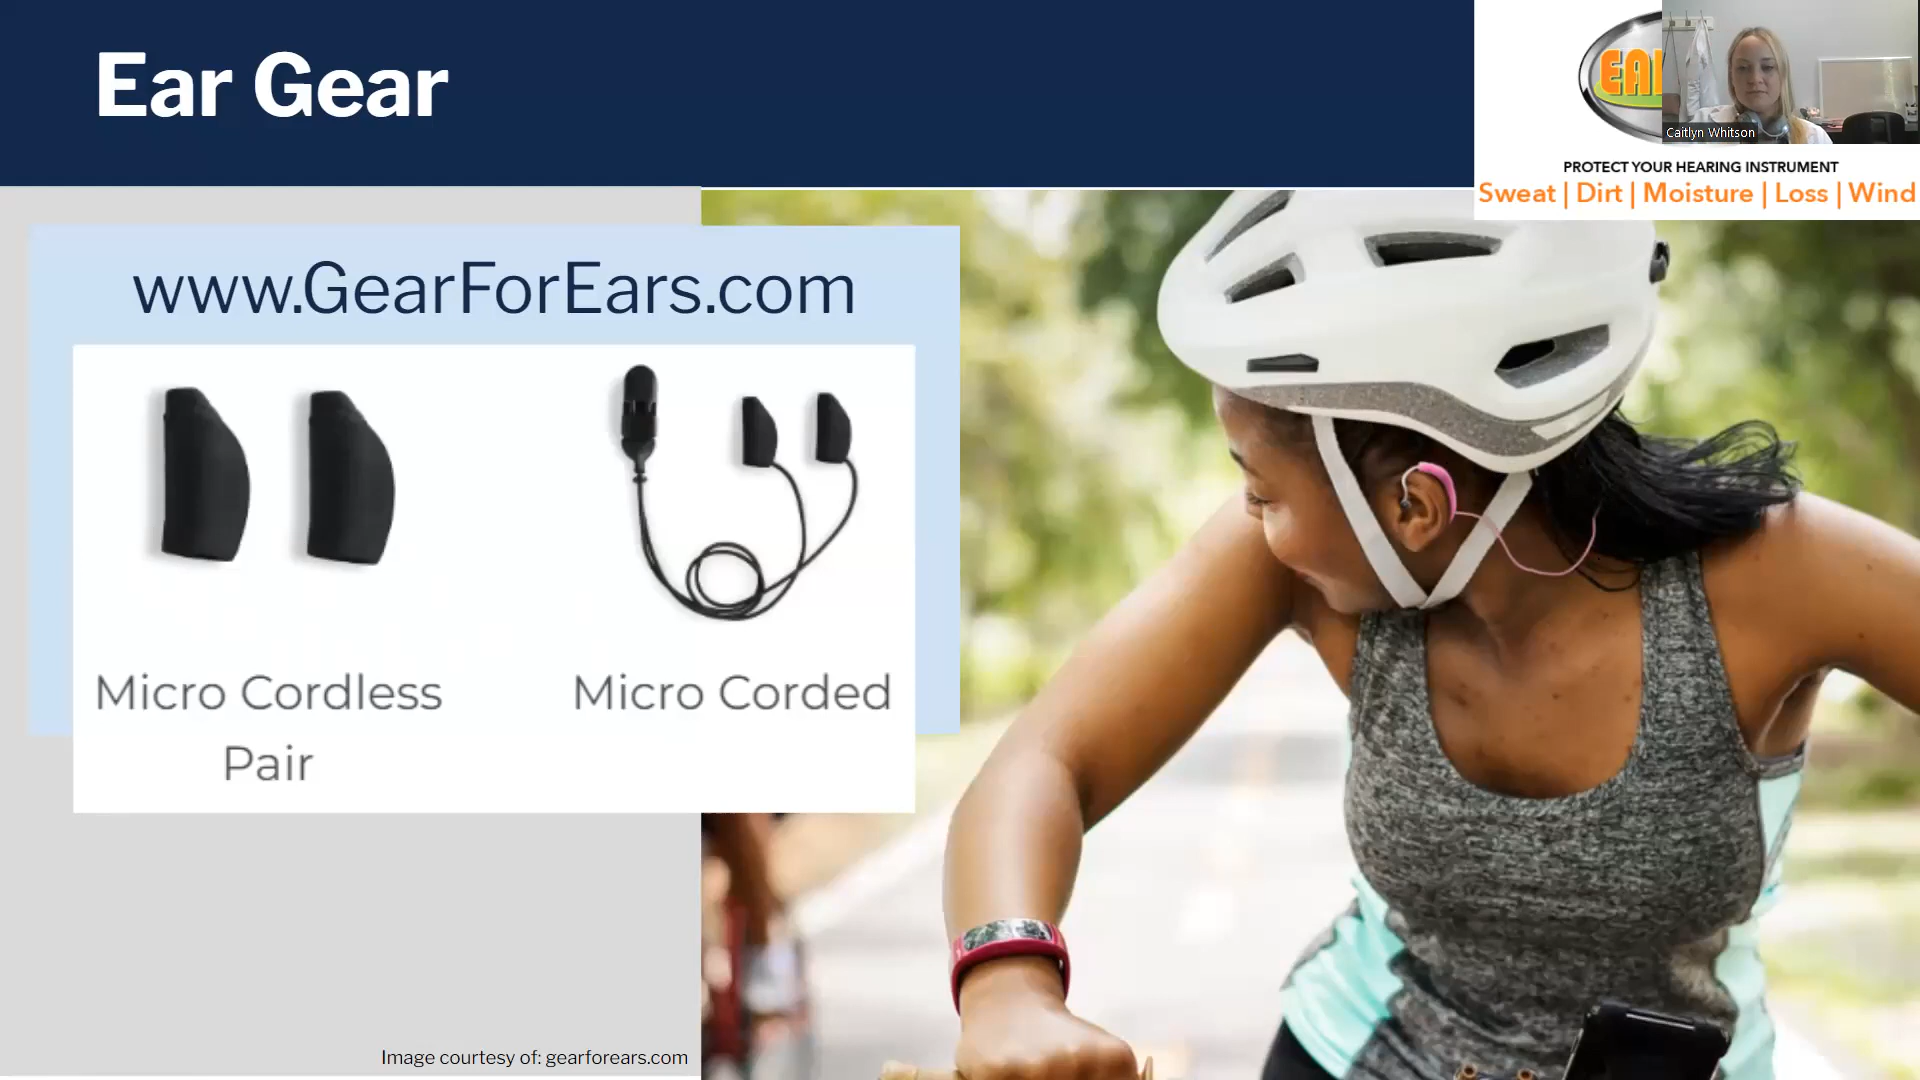 Ear Gear
EA
Caitlyn Whitson
PROTECT YOUR HEARING INSTRUMENT
Sweat | Dirt | Moisture | Loss | Wind
www.GearForEars.com
Micro Cordless
Pair
Micro Corded
Image courtesy of: gearforears.com